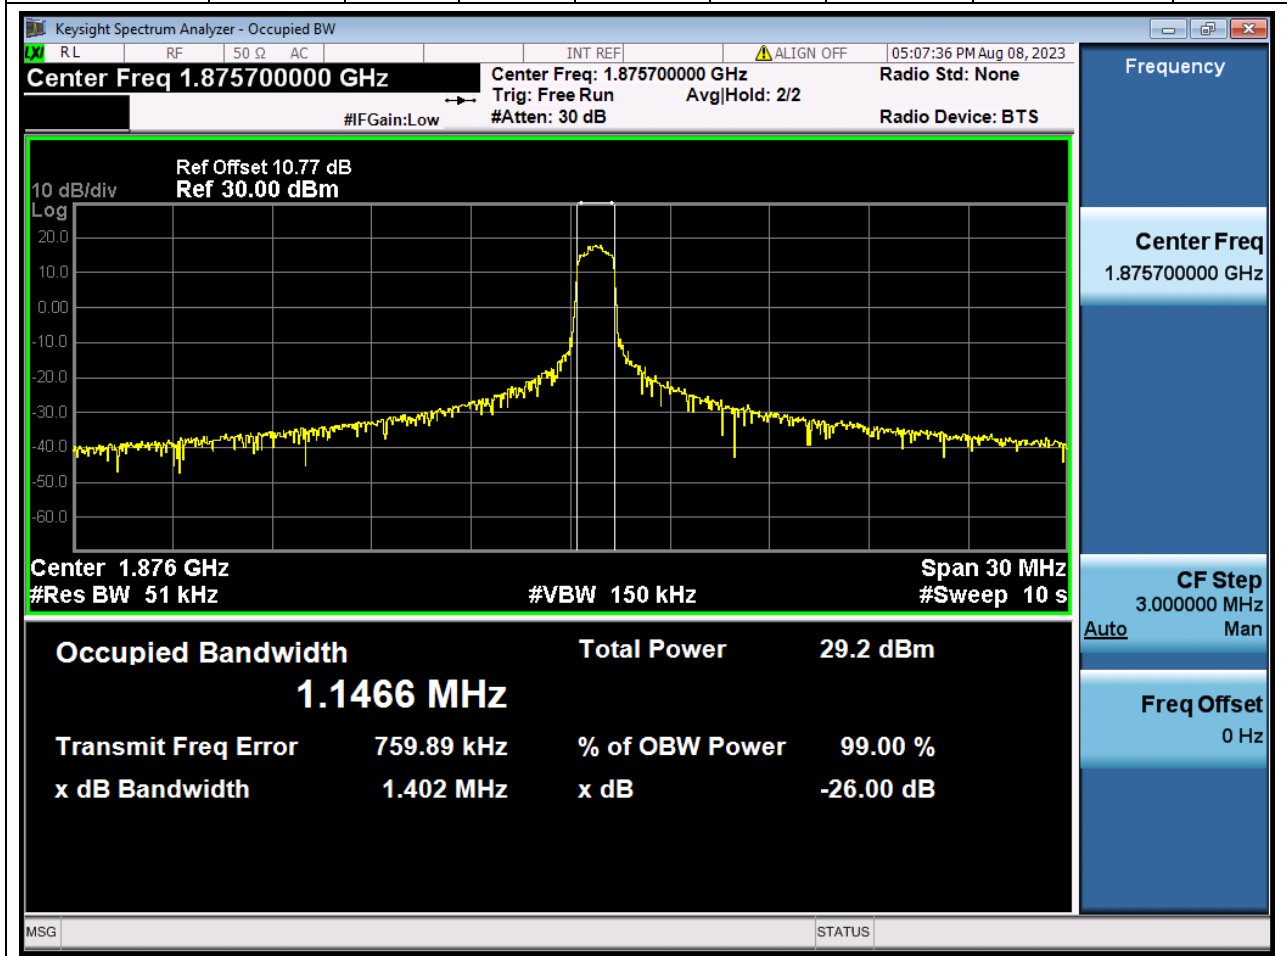 Keysight Spectrum Analyzer - Occupied BW
LXI RL RF 50 Ω AC INT REF ALIGN OFF 05:07:36 PM Aug 08, 2023
Center Freq 1.875700000 GHz
Center Freq: 1.875700000 GHz Radio Std: None
Trig: Free Run Avg|Hold: 2/2
#IFGain:Low #Atten: 30 dB Radio Device: BTS
Ref Offset 10.77 dB
10 dB/div Ref 30.00 dBm
Log
20.0
10.0
0.00
-10.0
-20.0
-30.0
-40.0
-50.0
-60.0
Center 1.876 GHz Span 30 MHz
#Res BW 51 kHz #VBW 150 kHz #Sweep 10 s
Occupied Bandwidth Total Power 29.2 dBm
1.1466 MHz
Transmit Freq Error 759.89 kHz % of OBW Power 99.00 %
x dB Bandwidth 1.402 MHz x dB -26.00 dB
Frequency
Center Freq
1.875700000 GHz
CF Step
3.000000 MHz
Auto Man
Freq Offset
0 Hz
MSG STATUS